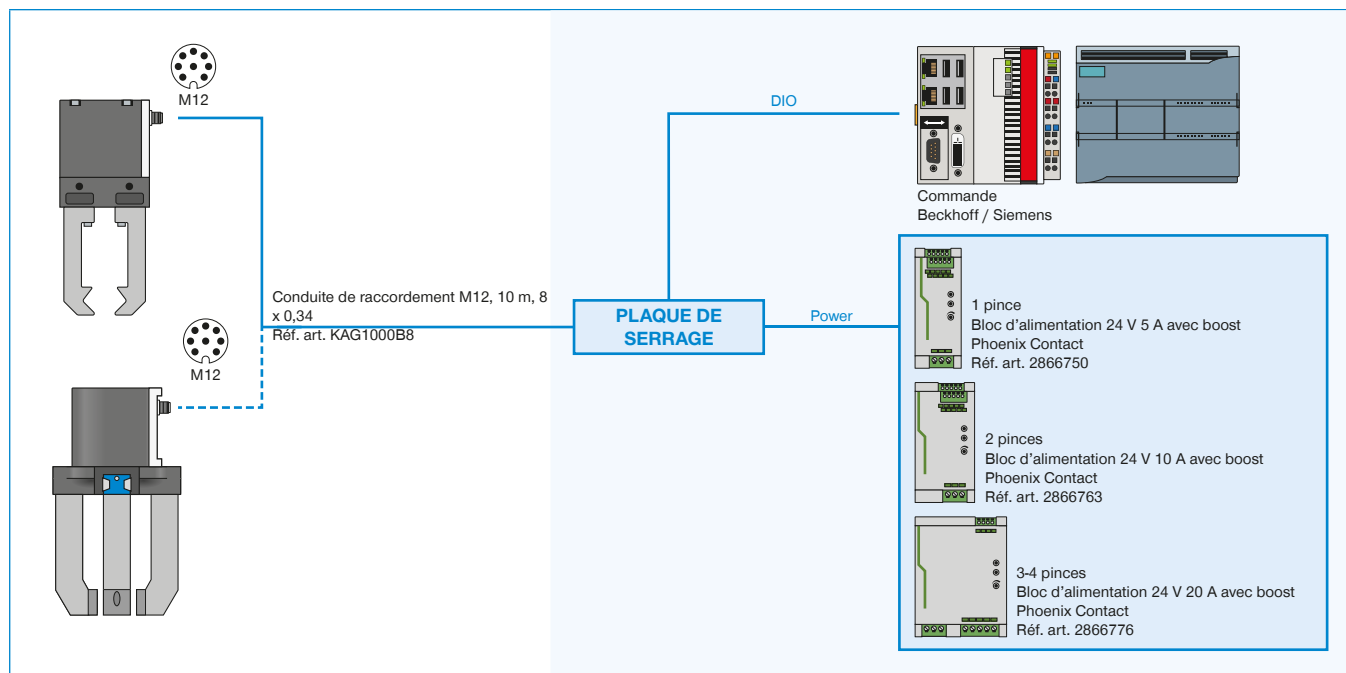 M12
M12
Conduite de raccordement M12, 10 m, 8
x 0,34
Réf. art. KAG1000B8
PLAQUE DE
SERRAGE
DIO
Power
Commande
Beckhoff / Siemens
1 pince
Bloc d’alimentation 24 V 5 A avec boost
Phoenix Contact
Réf. art. 2866750
2 pinces
Bloc d’alimentation 24 V 10 A avec boost
Phoenix Contact
Réf. art. 2866763
3-4 pinces
Bloc d’alimentation 24 V 20 A avec boost
Phoenix Contact
Réf. art. 2866776